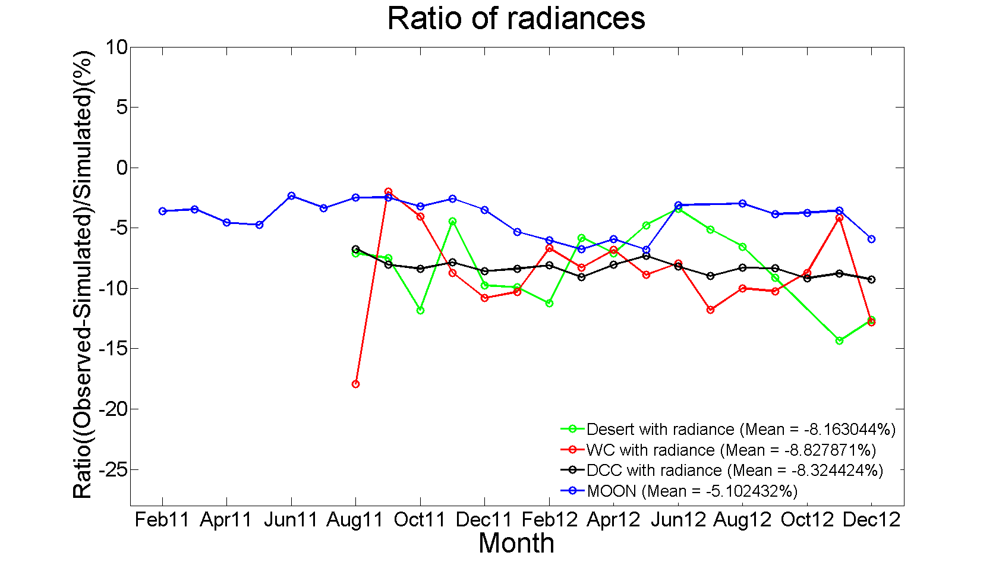 Ratio of radiances
Ratio((Observed-Simulated)/Simulated)(%)
10
5
0
-5
-10
-15
-20
-25
Desert with radiance (Mean = -8.163044%)
WC with radiance (Mean = -8.827871%)
DCC with radiance (Mean = -8.324424%)
MOON (Mean = -5.102432%)
Feb11 Apr11 Jun11 Aug11 Oct11 Dec11 Feb12 Apr12 Jun12 Aug12 Oct12 Dec12
Month